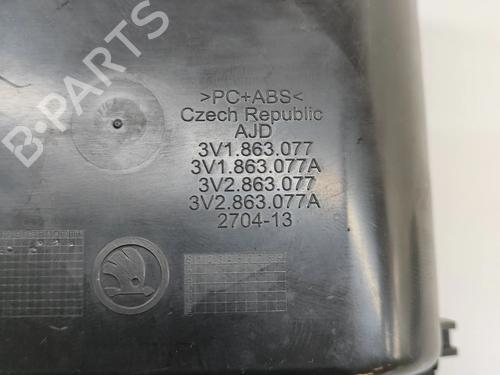 >PC+ABS<
Czech Republic
AJD
3V1.863.077
3V1.863.077A
3V2.863.077
3V2.863.077A
2704-13
B-PARTS